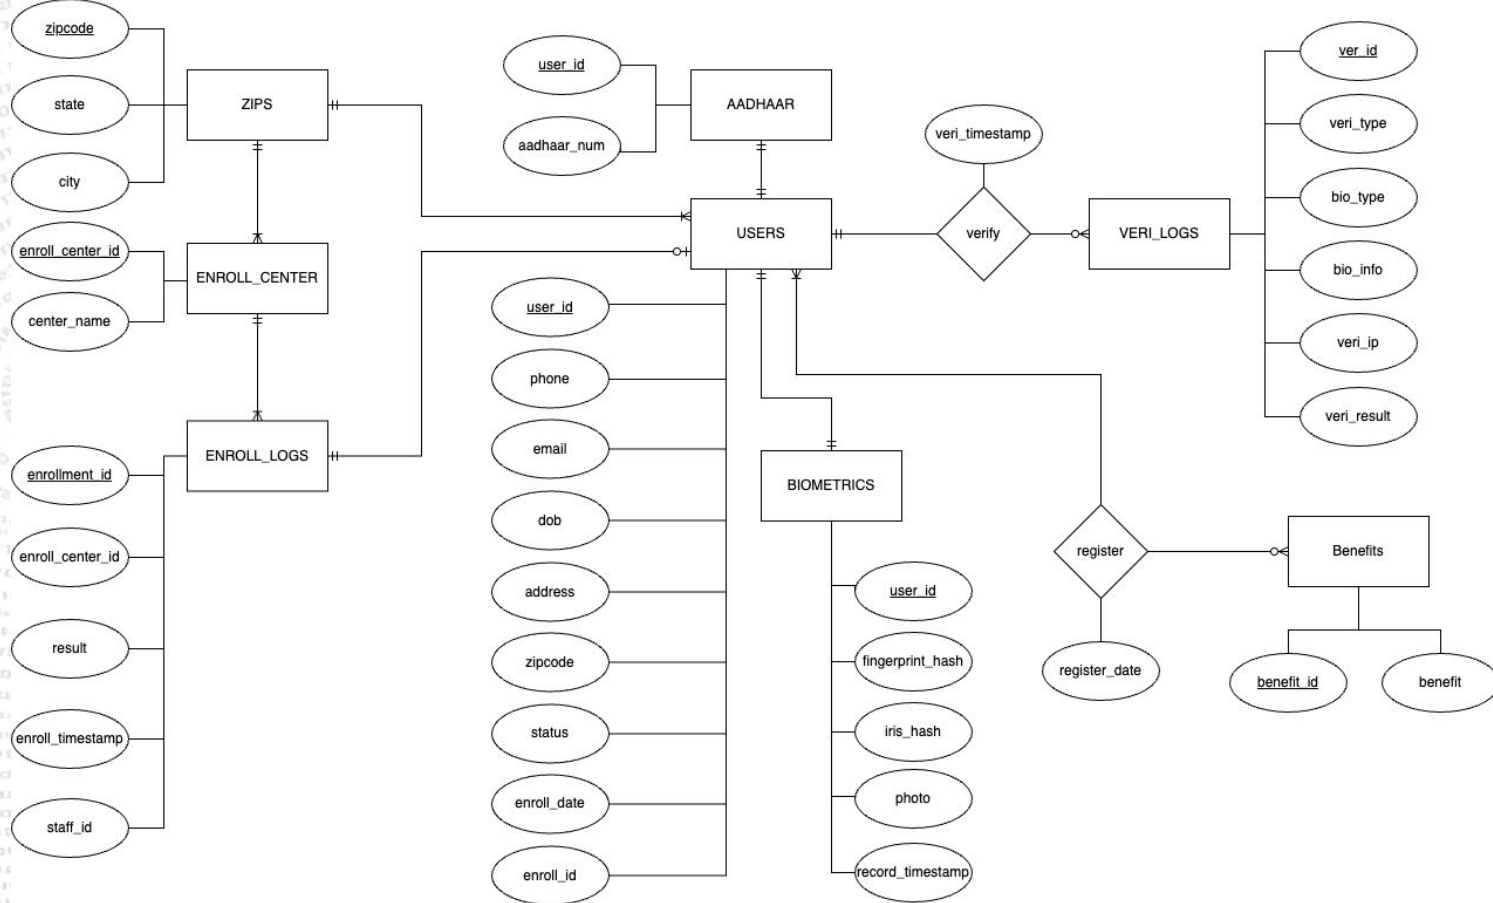 zipcode
state
city
ZIPS
enroll_center_id
center_name
ENROLL_CENTER
enrollment_id
enroll_center_id
result
enroll_timestamp
staff_id
ENROLL_LOGS
user_id
aadhaar_num
AADHAAR
USERS
user_id
phone
email
dob
address
zipcode
status
enroll_date
enroll_id
BIOMETRICS
user_id
fingerprint_hash
iris_hash
photo
record_timestamp
veri_timestamp
verify
VERI_LOGS
ver_id
veri_type
bio_type
bio_info
veri_ip
veri_result
register
register_date
Benefits
benefit_id
benefit